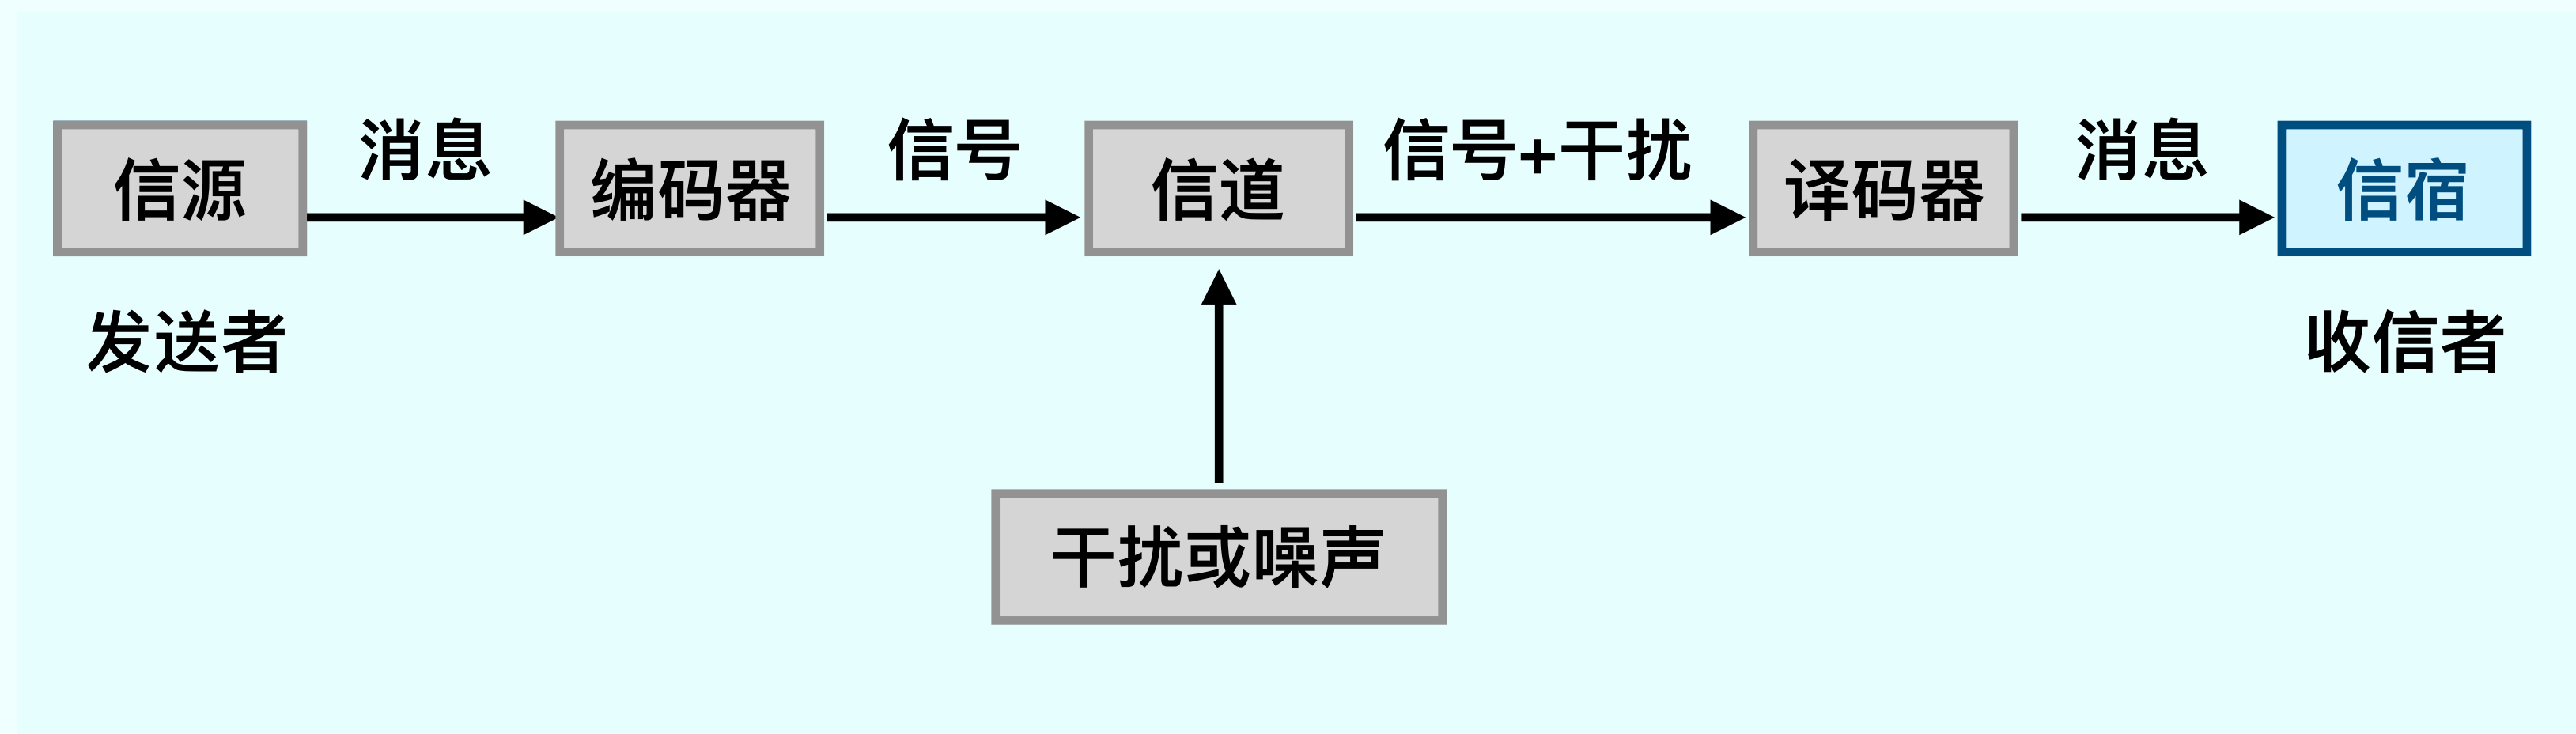 消息
信号
信号+干扰
消息
信源
编码器
信道
译码器
信宿
发送者
收信者
干扰或噪声